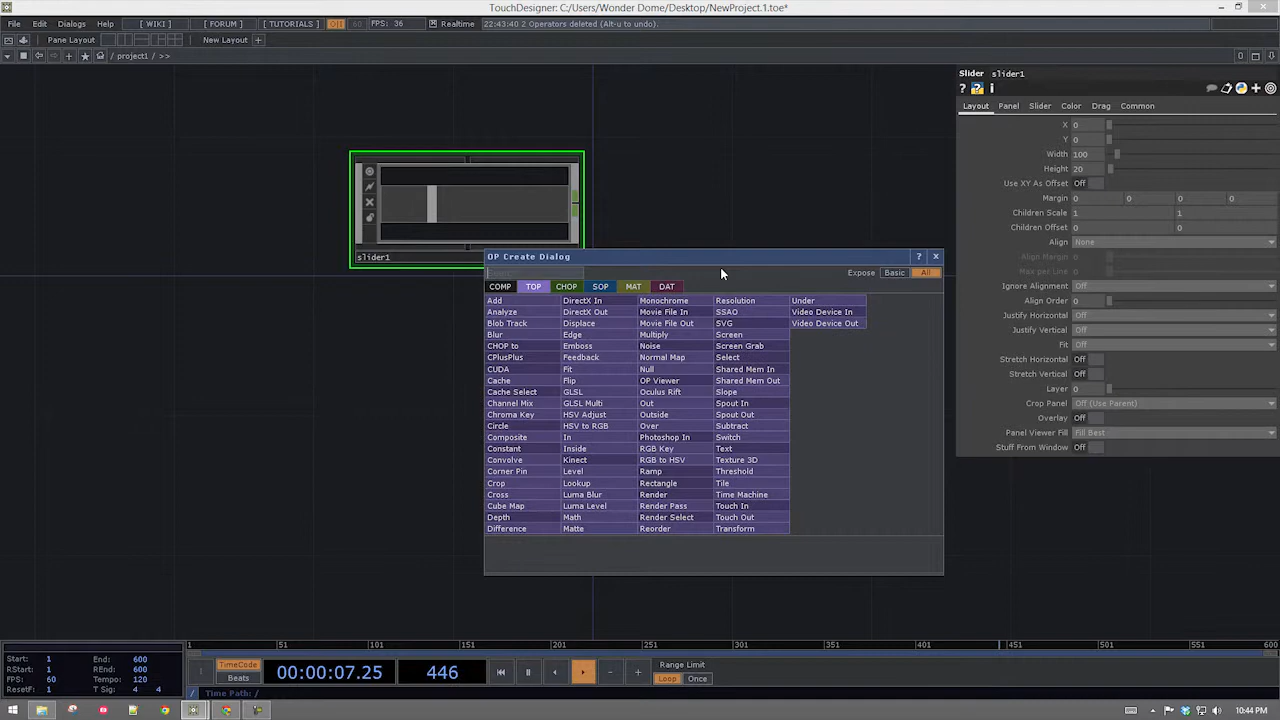 TouchDesigner: C:/Users/Wonder Dome/Desktop/NewProject.1.toe*
File Edit Dialogs Help [ WIKI ] [ FORUM ] [ TUTORIALS ] O|I 60 FPS: 36 Realtime 22:43:40 2 Operators deleted (Alt-u to undo).
Pane Layout New Layout +
/ project1 / >> 0
Slider slider1
? ? i
Layout Panel Slider Color Drag Common
X 0
Y 0
Width 100
Height 20
Use XY As Offset Off
Margin 0 0 0 0
Children Scale 1 1
Children Offset 0 0
Align None
Align Margin 0
Max per Line 0
Ignore Alignment Off
Align Order 0
Justify Horizontal Off
Justify Vertical Off
Fit Off
Stretch Horizontal Off
Stretch Vertical Off
Layer 0
Crop Panel Off (Use Parent)
Overlay Off
Panel Viewer Fill Fill Best
Stuff From Window Off
slider1
OP Create Dialog ?
Expose Basic All
COMP TOP CHOP SOP MAT DAT
Add DirectX In Monochrome Resolution Under
Analyze DirectX Out Movie File In SSAO Video Device In
Blob Track Displace Movie File Out SVG Video Device Out
Blur Edge Multiply Screen
CHOP to Emboss Noise Screen Grab
CPlusPlus Feedback Normal Map Select
CUDA Fit Null Shared Mem In
Cache Flip OP Viewer Shared Mem Out
Cache Select GLSL Oculus Rift Slope
Channel Mix GLSL Multi Out Spout In
Chroma Key HSV Adjust Outside Spout Out
Circle HSV to RGB Over Subtract
Composite In Photoshop In Switch
Constant Inside RGB Key Text
Convolve Kinect RGB to HSV Texture 3D
Corner Pin Level Ramp Threshold
Crop Lookup Rectangle Tile
Cross Luma Blur Render Time Machine
Cube Map Luma Level Render Pass Touch In
Depth Math Render Select Touch Out
Difference Matte Reorder Transform
1 51 101 151 201 251 301 351 401 451 501 551 600
Start: 1 End: 600
RStart: 1 REnd: 600
FPS: 60 Tempo: 120
ResetF: 1 T Sig: 4 4
TimeCode
Beats
00:00:07.25 446
Range Limit
Loop Once
/ Time Path: /
10:44 PM